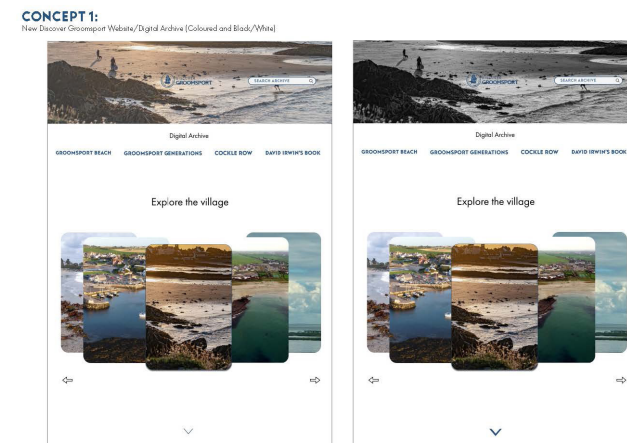 CONCEPT 1:
New Discover Groomsport Website/Digital Archive (Coloured and Black/White)
GROOMSPORT
SEARCH ARCHIVE
Digital Archive
GROOMSPORT BEACH GROOMSPORT GENERATIONS COCKLE ROW DAVID IRWIN'S BOOK
Explore the village
GROOMSPORT
SEARCH ARCHIVE
Digital Archive
GROOMSPORT BEACH GROOMSPORT GENERATIONS COCKLE ROW DAVID IRWIN'S BOOK
Explore the village